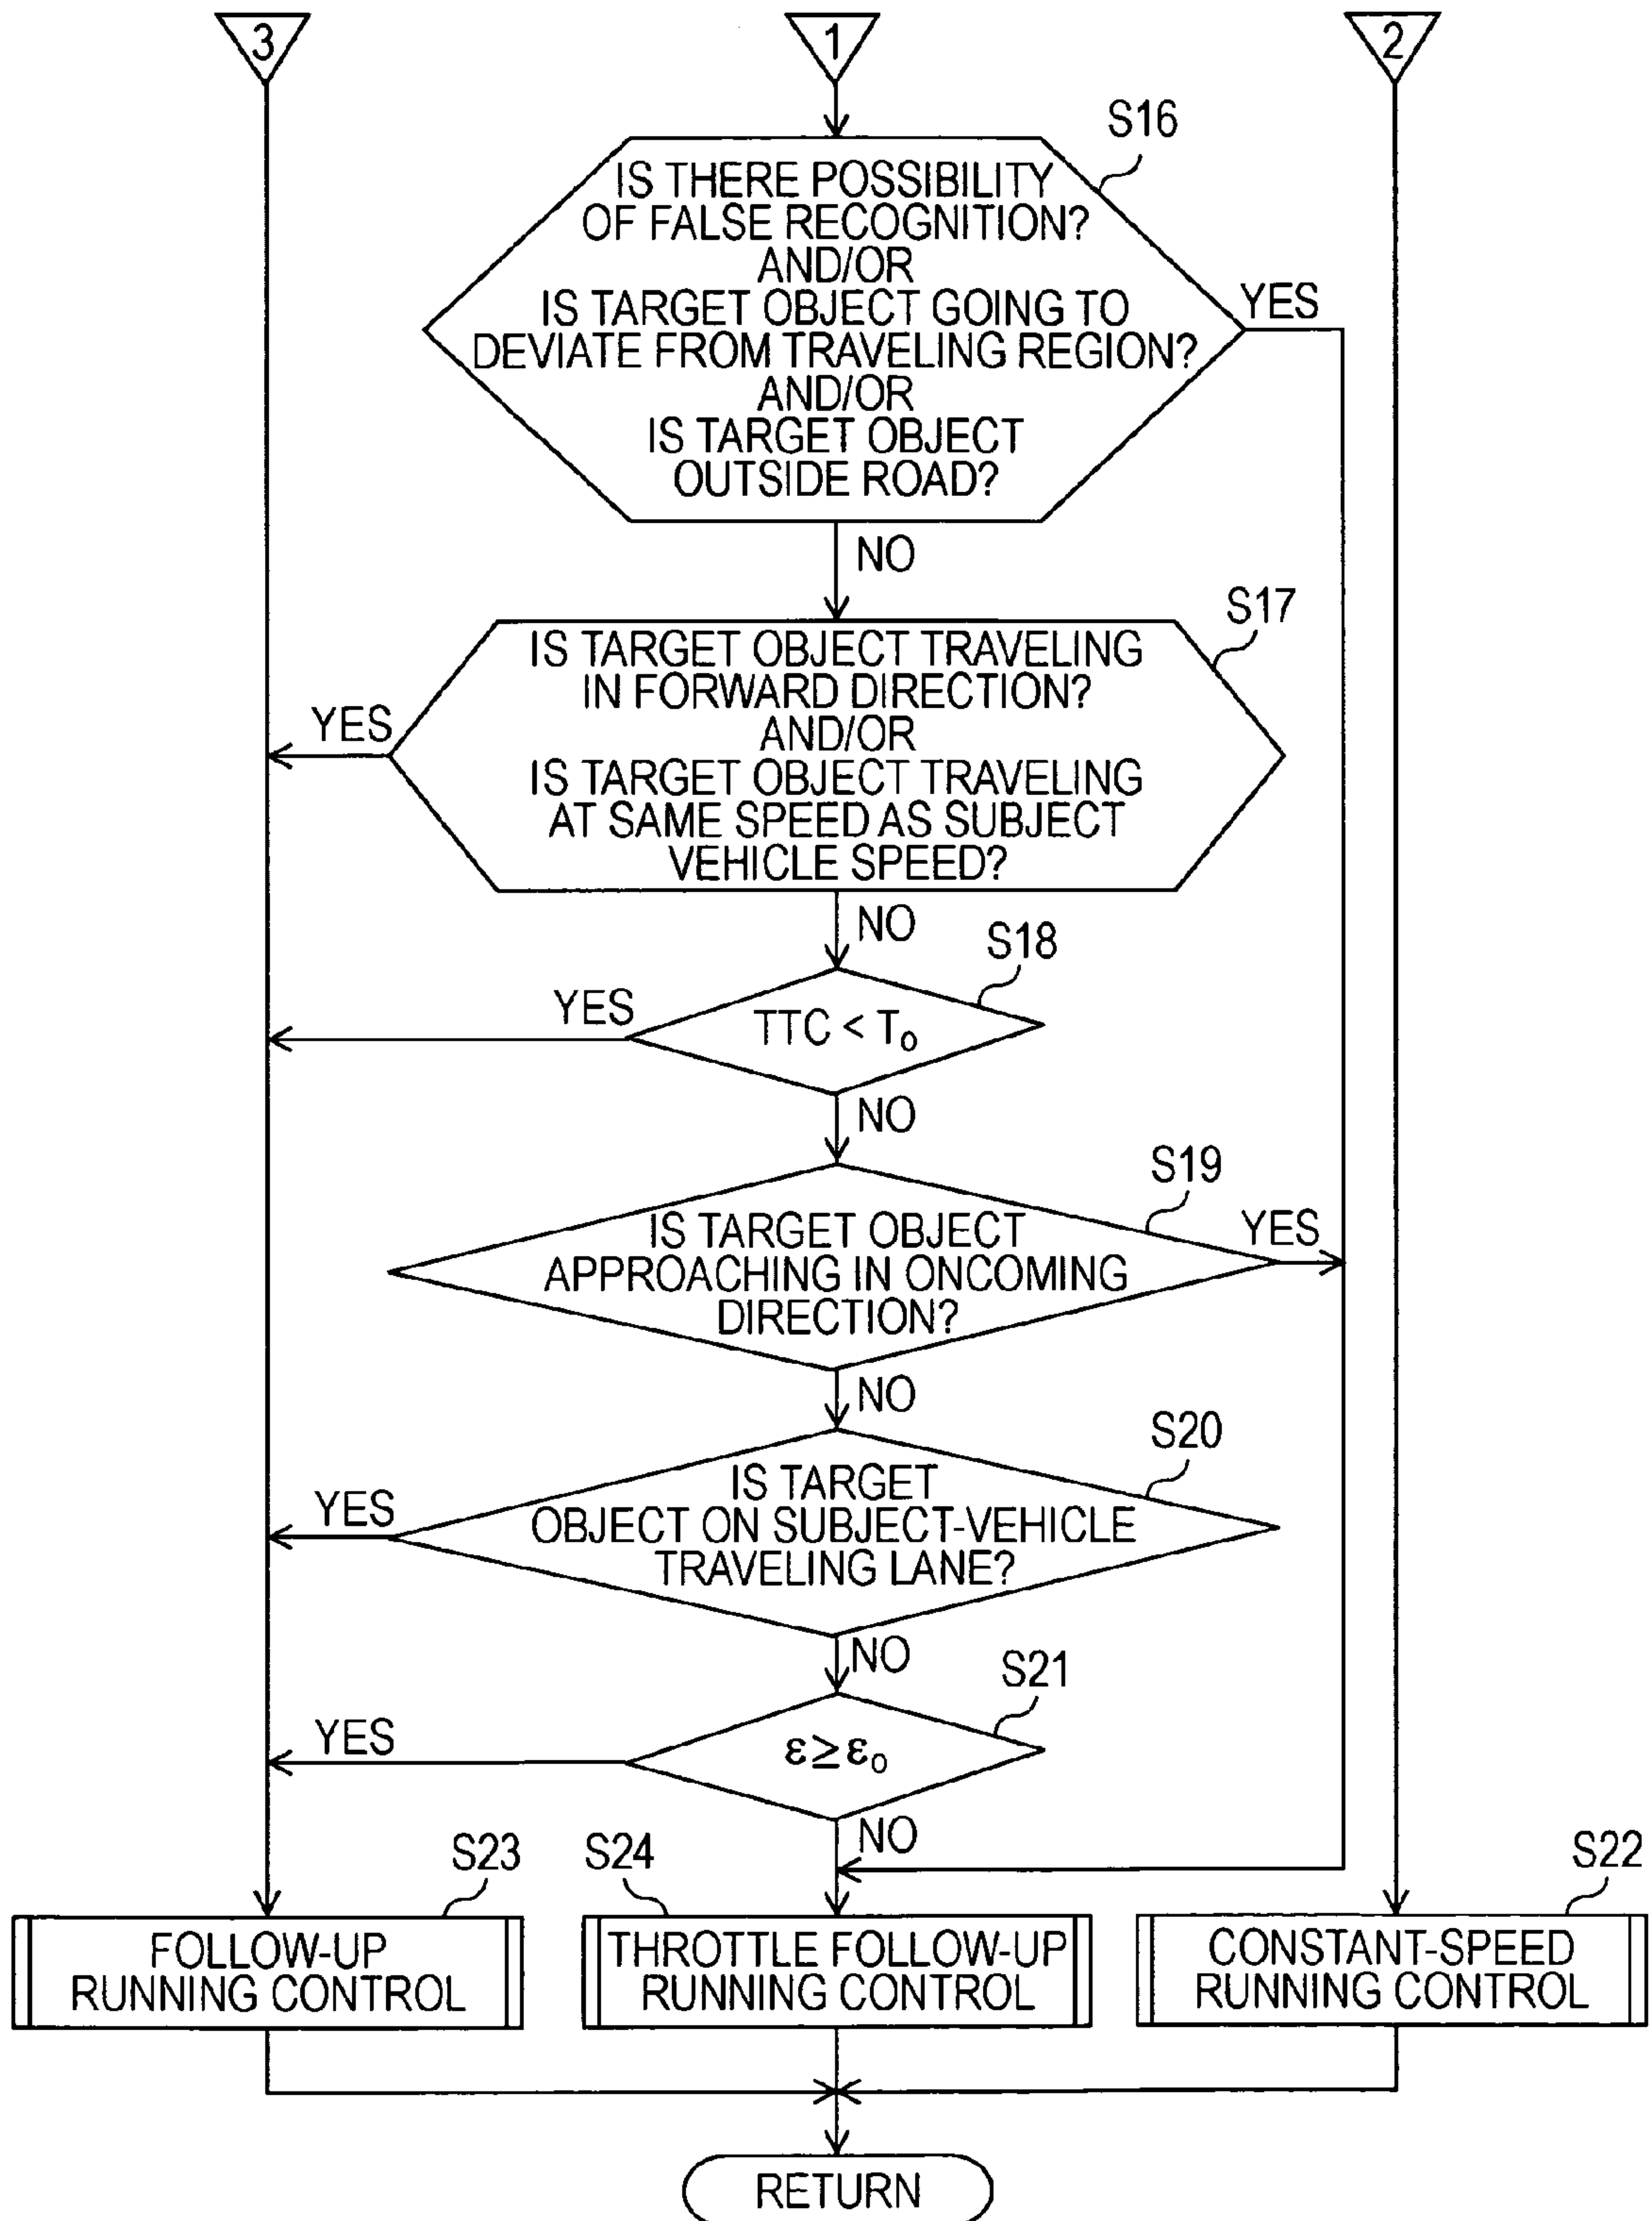 3
1
2
S16
IS THERE POSSIBILITY
OF FALSE RECOGNITION?
AND/OR
IS TARGET OBJECT GOING TO
DEVIATE FROM TRAVELING REGION?
AND/OR
IS TARGET OBJECT
OUTSIDE ROAD?
YES
NO
S17
IS TARGET OBJECT TRAVELING
IN FORWARD DIRECTION?
AND/OR
IS TARGET OBJECT TRAVELING
AT SAME SPEED AS SUBJECT
VEHICLE SPEED?
YES
NO
S18
TTC < T₀
YES
NO
S19
IS TARGET OBJECT
APPROACHING IN ONCOMING
DIRECTION?
YES
NO
S20
IS TARGET
OBJECT ON SUBJECT-VEHICLE
TRAVELING LANE?
YES
NO
S21
ε≥ε₀
YES
NO
S23
FOLLOW-UP
RUNNING CONTROL
S24
THROTTLE FOLLOW-UP
RUNNING CONTROL
S22
CONSTANT-SPEED
RUNNING CONTROL
RETURN